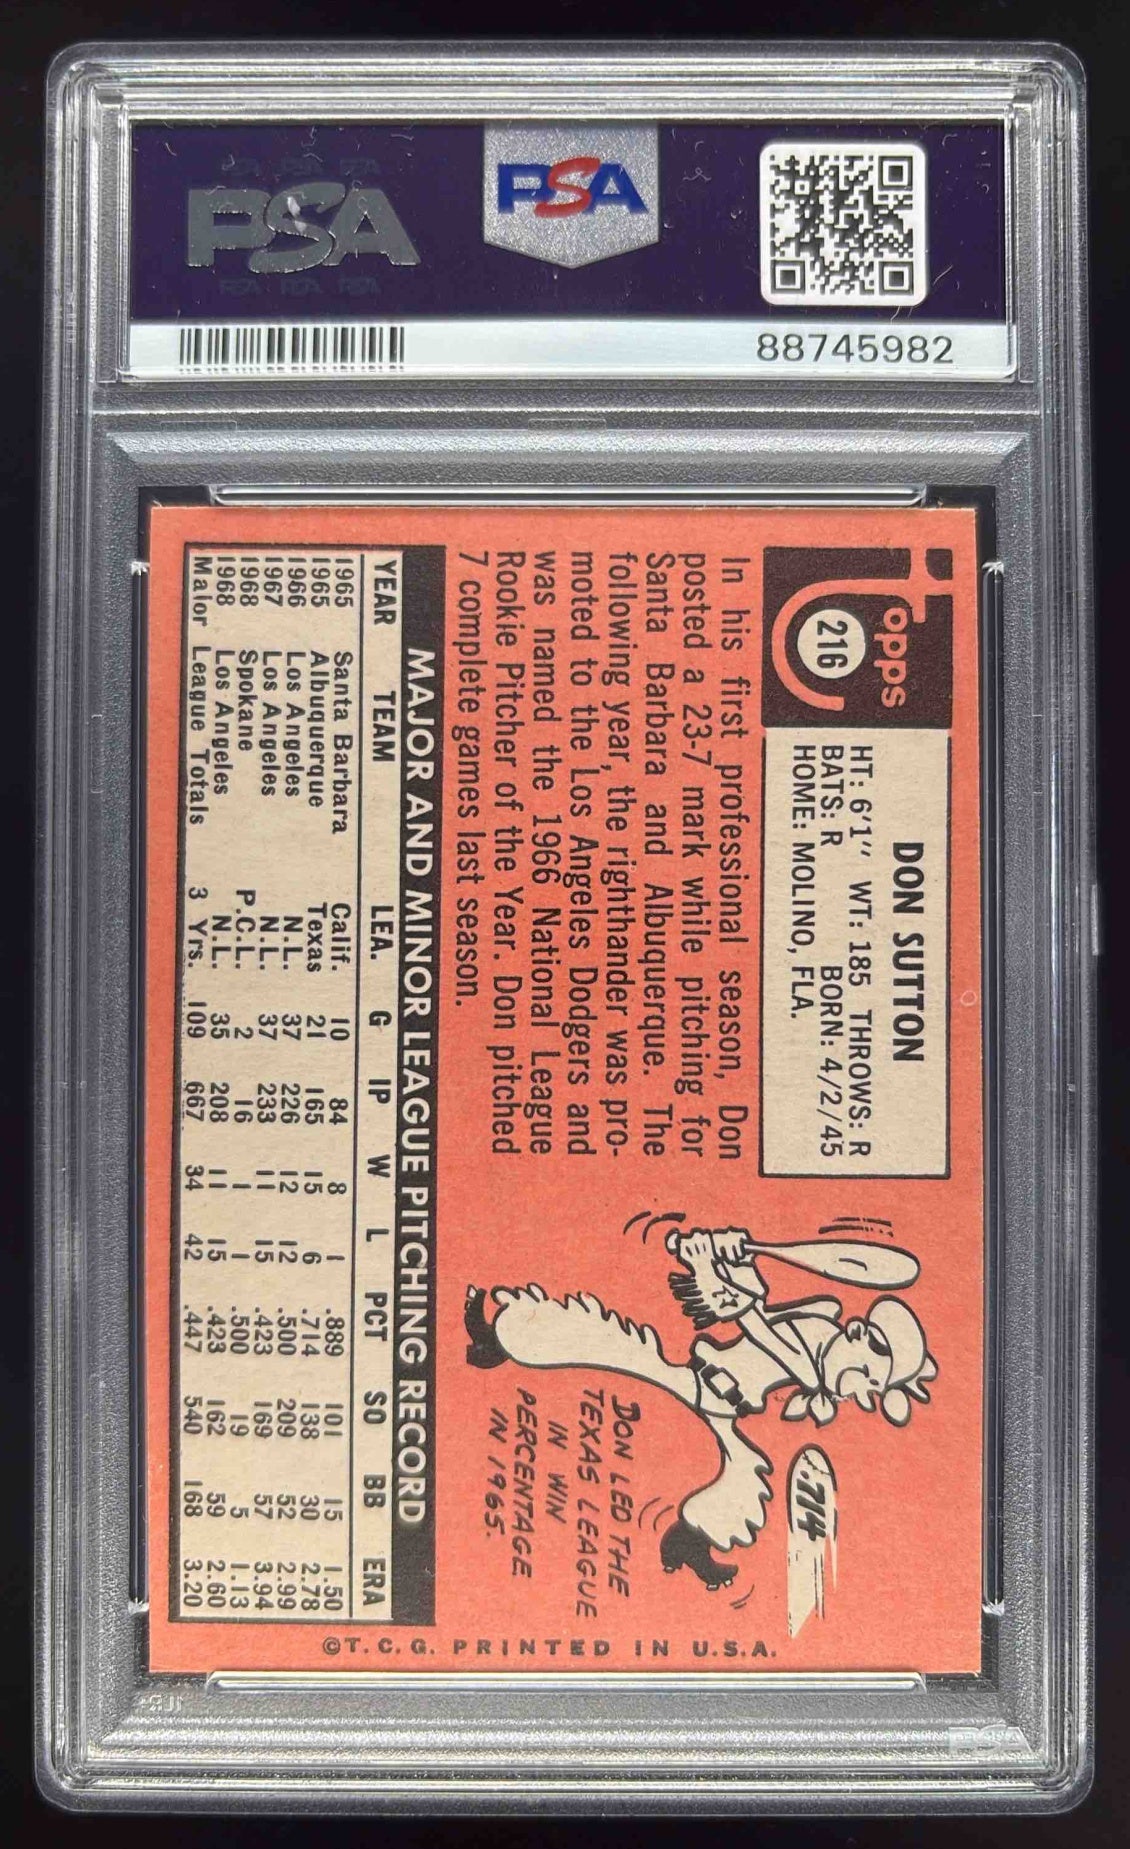 PSA
PSA
88745982
Topps
216
DON SUTTON
HT: 6'1" WT: 185 THROWS: R
BATS: R BORN: 4/2/45
HOME: MOLINO, FLA.
In his first professional season, Don
posted a 23-7 mark while pitching for
Santa Barbara and Albuquerque. The
following year, the righthander was pro-
moted to the Los Angeles Dodgers and
was named the 1966 National League
Rookie Pitcher of the Year. Don pitched
7 complete games last season.
.714
DON LED THE
TEXAS LEAGUE
IN WIN
PERCENTAGE
IN 1965.
MAJOR AND MINOR LEAGUE PITCHING RECORD
YEAR TEAM LEA. G IP W L PCT SO BB ERA
1965 Santa Barbara Calif. 10 84 8 1 .889 101 15 1.50
1965 Albuquerque Texas 21 165 15 6 .714 138 30 2.78
1966 Los Angeles N.L. 37 226 12 12 .500 209 52 2.99
1967 Los Angeles N.L. 37 233 11 15 .423 169 57 3.94
1968 Spokane P.C.L. 2 16 1 1 .500 19 5 1.13
1968 Los Angeles N.L. 35 208 11 15 .423 162 59 2.60
Major League Totals 3 Yrs. 109 667 34 42 .447 540 168 3.20
©T.C.G. PRINTED IN U.S.A.
PSA